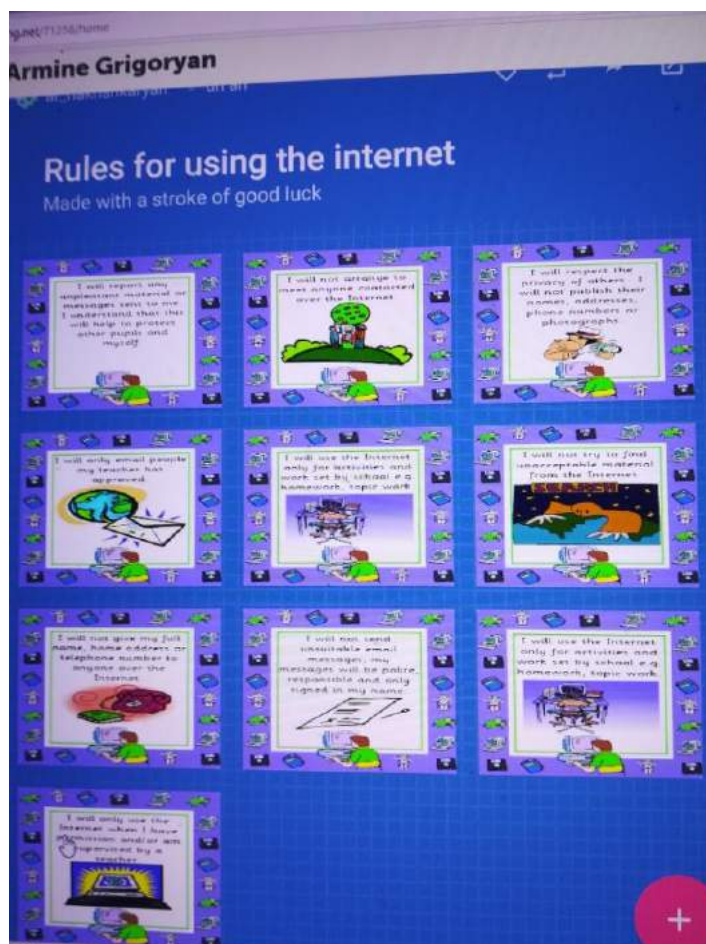 .net/71258/home
Armine Grigoryan
Rules for using the internet
Made with a stroke of good luck
I will report any
unpleasant material or
messages sent to me
I understand that this
will help to protect
other pupils and
myself
I will not arrange to
meet anyone contacted
over the Internet
I will respect the
privacy of others. I
will not publish their
names, addresses,
phone numbers or
photographs
I will only email people
my teacher has
approved
I will use the Internet
only for activities and
work set by school e.g
homework, topic work
I will not try to find
unacceptable material
from the Internet
SEARCH
I will not give my full
name, home address or
telephone number to
anyone over the
Internet
I will not send
unsuitable email
messages, my
messages will be polite,
responsible and only
signed in my name
I will use the Internet
only for activities and
work set by school e.g
homework, topic work
I will only use the
Internet when I have
permission and/or am
supervised by a
teacher